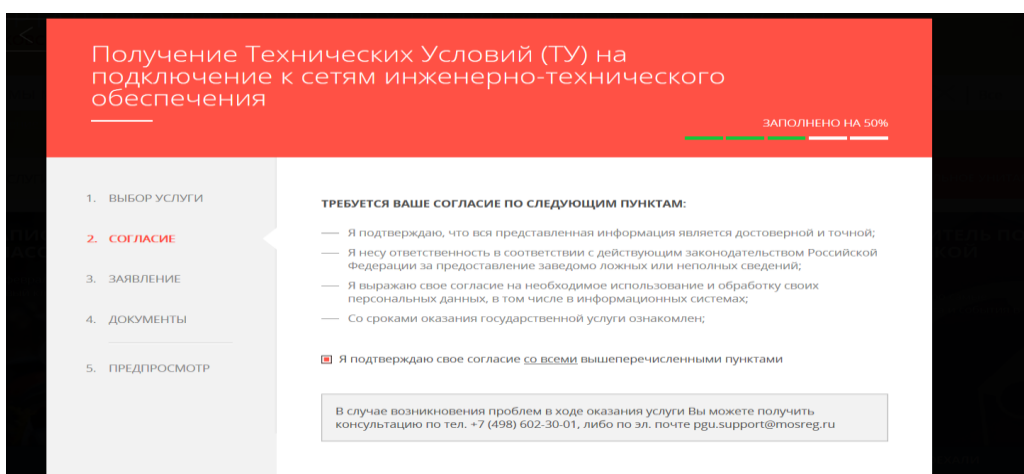 Получение Технических Условий (ТУ) на
подключение к сетям инженерно-технического
обеспечения
ЗАПОЛНЕНО НА 50%
1. ВЫБОР УСЛУГИ
2. СОГЛАСИЕ
3. ЗАЯВЛЕНИЕ
4. ДОКУМЕНТЫ
5. ПРЕДПРОСМОТР
ТРЕБУЕТСЯ ВАШЕ СОГЛАСИЕ ПО СЛЕДУЮЩИМ ПУНКТАМ:
— Я подтверждаю, что вся представленная информация является достоверной и точной;
— Я несу ответственность в соответствии с действующим законодательством Российской
Федерации за предоставление заведомо ложных или неполных сведений;
— Я выражаю свое согласие на необходимое использование и обработку своих
персональных данных, в том числе в информационных системах;
— Со сроками оказания государственной услуги ознакомлен;
Я подтверждаю свое согласие со всеми вышеперечисленными пунктами
В случае возникновения проблем в ходе оказания услуги Вы можете получить
консультацию по тел. +7 (498) 602-30-01, либо по эл. почте pgu.support@mosreg.ru